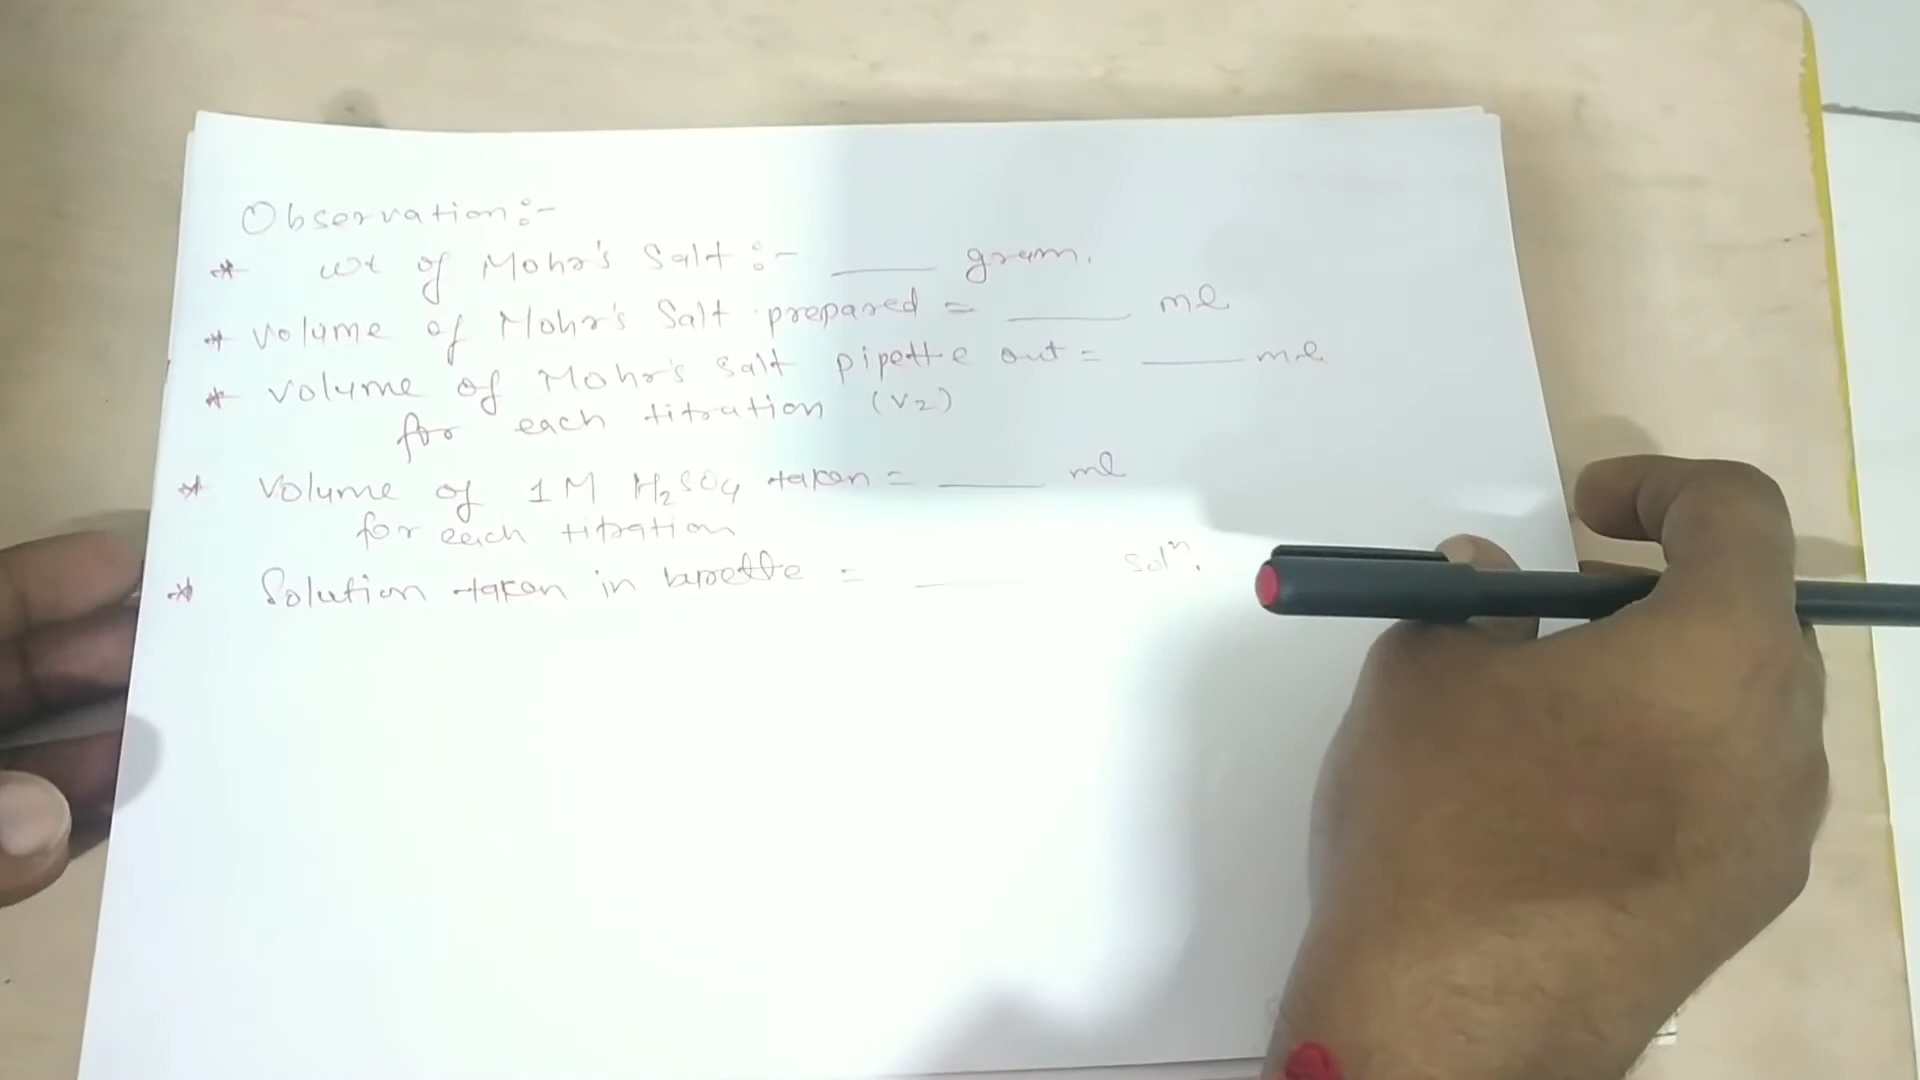 Observation:-
* wt of Mohr's Salt :- ____ gram.
* Volume of Mohr's Salt prepared = ____ ml
* Volume of Mohr's Salt pipette out = ____ ml
for each titration (V2)
* Volume of 1M H₂SO₄ taken = ____ ml
for each titration
* Solution taken in burette = ____ Solⁿ.